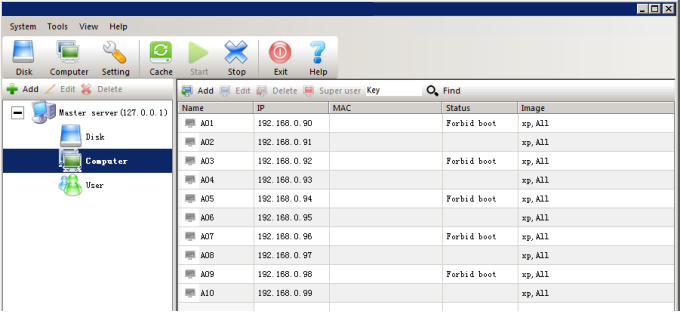 System Tools View Help
Disk Computer Setting Cache Start Stop Exit Help
Add Edit Delete
Add Edit Delete Super user Key Find
Master server(127.0.0.1)
Disk
Computer
User
Name IP MAC Status Image
A01 192.168.0.90 Forbid boot xp,All
A02 192.168.0.91 xp,All
A03 192.168.0.92 Forbid boot xp,All
A04 192.168.0.93 xp,All
A05 192.168.0.94 Forbid boot xp,All
A06 192.168.0.95 xp,All
A07 192.168.0.96 Forbid boot xp,All
A08 192.168.0.97 xp,All
A09 192.168.0.98 Forbid boot xp,All
A10 192.168.0.99 xp,All